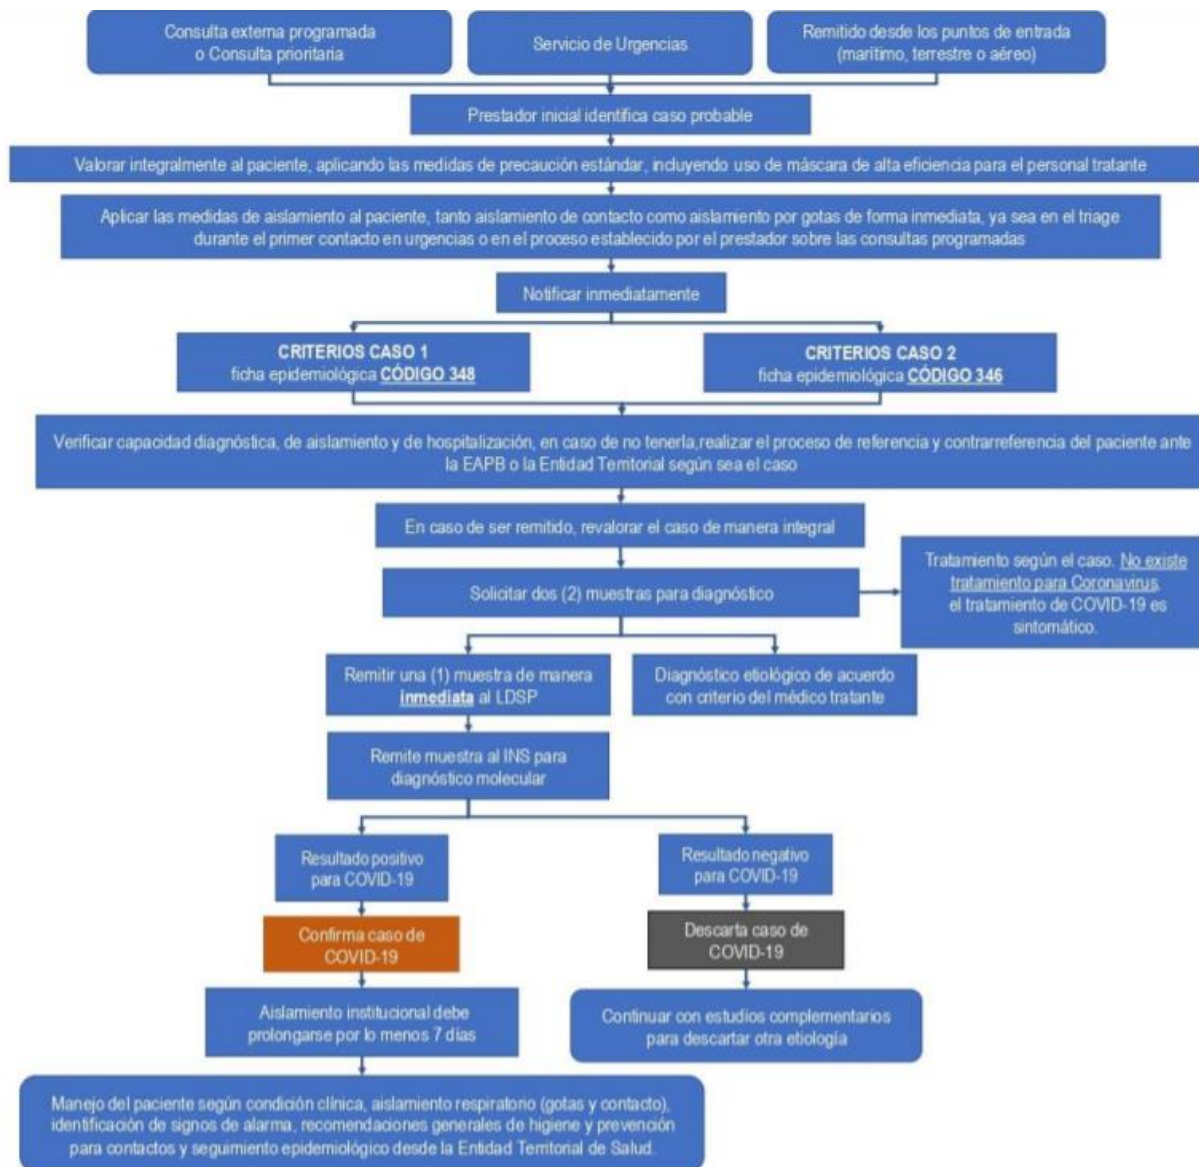 Consulta externa programada
o Consulta prioritaria
Servicio de Urgencias
Remitido desde los puntos de entrada
(marítimo, terrestre o aéreo)
Prestador inicial identifica caso probable
Valorar integralmente al paciente, aplicando las medidas de precaución estándar, incluyendo uso de máscara de alta eficiencia para el personal tratante
Aplicar las medidas de aislamiento al paciente, tanto aislamiento de contacto como aislamiento por gotas de forma inmediata, ya sea en el triage
durante el primer contacto en urgencias o en el proceso establecido por el prestador sobre las consultas programadas
Notificar inmediatamente
CRITERIOS CASO 1
ficha epidemiológica CÓDIGO 348
CRITERIOS CASO 2
ficha epidemiológica CÓDIGO 346
Verificar capacidad diagnóstica, de aislamiento y de hospitalización, en caso de no tenerla,realizar el proceso de referencia y contrarreferencia del paciente ante
la EAPB o la Entidad Territorial según sea el caso
En caso de ser remitido, revalorar el caso de manera integral
Solicitar dos (2) muestras para diagnóstico
Tratamiento según el caso. No existe
tratamiento para Coronavirus,
el tratamiento de COVID-19 es
sintomático.
Remitir una (1) muestra de manera
inmediata al LDSP
Diagnóstico etiológico de acuerdo
con criterio del médico tratante
Remite muestra al INS para
diagnóstico molecular
Resultado positivo
para COVID-19
Resultado negativo
para COVID-19
Confirma caso de
COVID-19
Descarta caso de
COVID-19
Aislamiento institucional debe
prolongarse por lo menos 7 días
Continuar con estudios complementarios
para descartar otra etiología
Manejo del paciente según condición clínica, aislamiento respiratorio (gotas y contacto),
identificación de signos de alarma, recomendaciones generales de higiene y prevención
para contactos y seguimiento epidemiológico desde la Entidad Territorial de Salud.